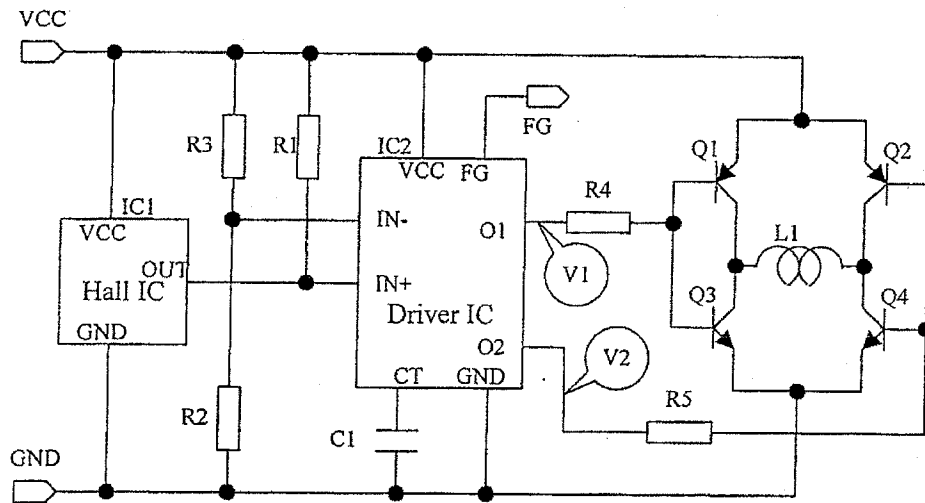 VCC
FG
R3
R1
IC2
VCC
FG
Q1
Q2
R4
IC1
VCC
IN-
O1
L1
OUT
Hall IC
IN+
V1
Driver IC
Q3
Q4
GND
O2
V2
CT
GND
R2
R5
C1
GND